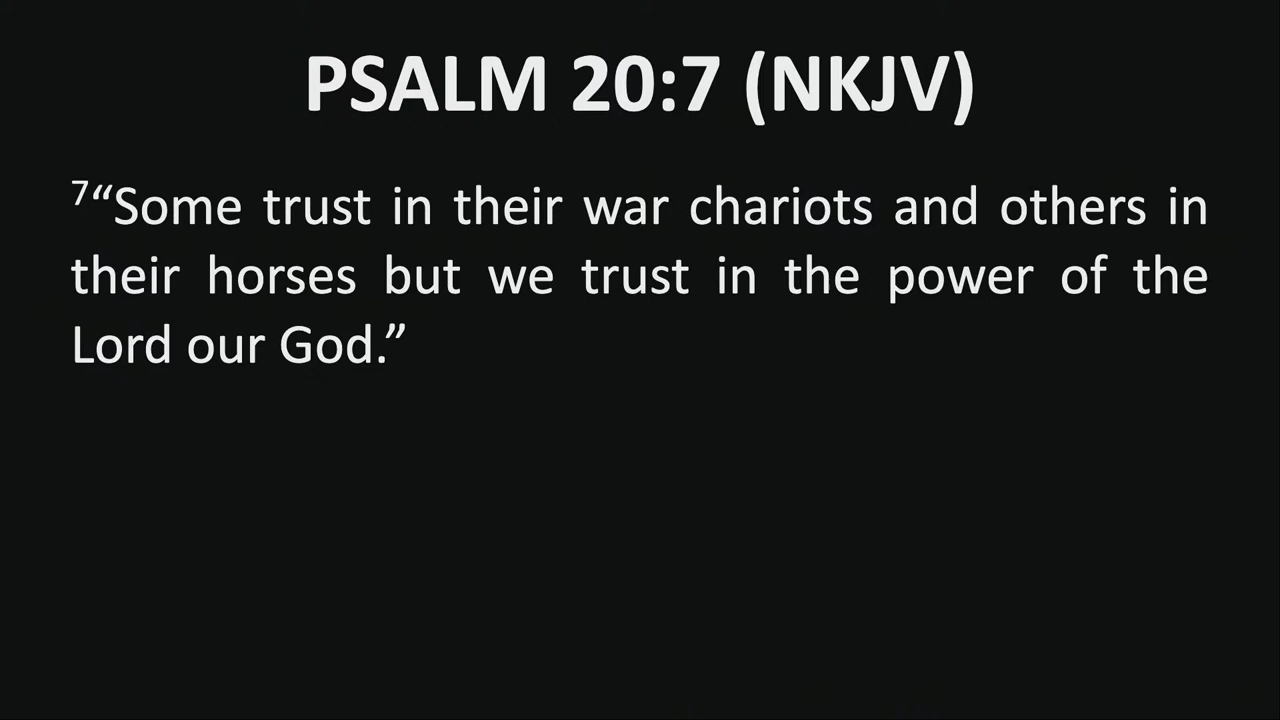 PSALM 20:7 (NKJV)
⁷“Some trust in their war chariots and others in
their horses but we trust in the power of the
Lord our God.”